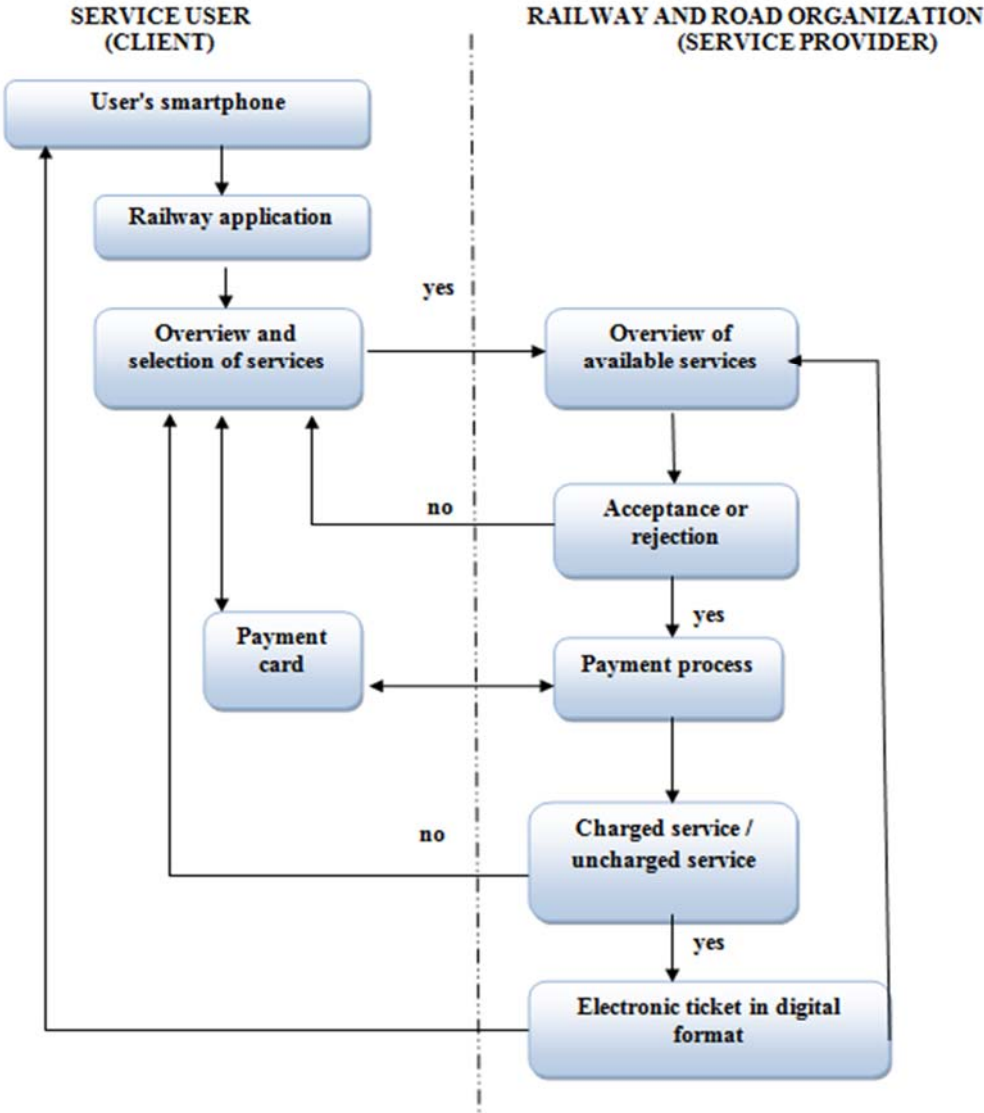 SERVICE USER
(CLIENT)
RAILWAY AND ROAD ORGANIZATION
(SERVICE PROVIDER)
User's smartphone
Railway application
yes
Overview and
selection of services
Overview of
available services
no
Acceptance or
rejection
yes
Payment
card
Payment process
no
Charged service /
uncharged service
yes
Electronic ticket in digital
format